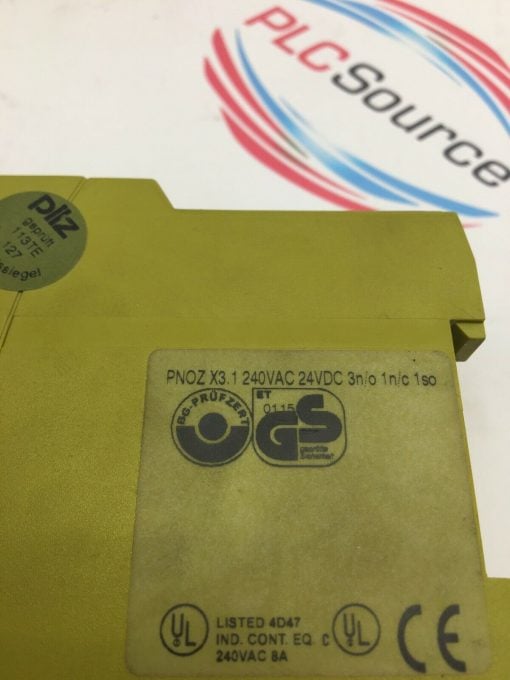 PLCSource
pilz
geprüft
113TE
127
PNOZ X3.1 240VAC 24VDC 3n/o 1n/c 1so
BG-PRÜFZERT
ET
0115
GS
geprüfte
Sicherheit
UL
LISTED 4D47
IND. CONT. EQ.
240VAC 8A
C UL
CE